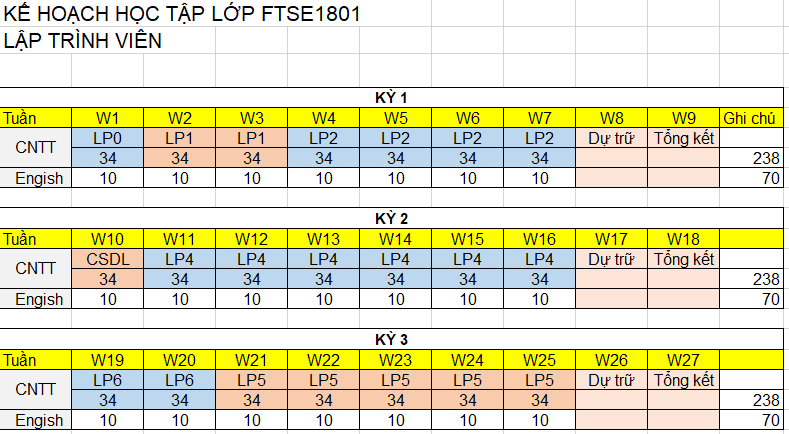 KẾ HOẠCH HỌC TẬP LỚP FTSE1801
LẬP TRÌNH VIÊN
KỲ 1
Tuần W1 W2 W3 W4 W5 W6 W7 W8 W9 Ghi chủ
CNTT LP0 LP1 LP1 LP2 LP2 LP2 LP2 Dự trữ Tổng kết
34 34 34 34 34 34 34 238
Engish 10 10 10 10 10 10 10 70
KỲ 2
Tuần W10 W11 W12 W13 W14 W15 W16 W17 W18
CNTT CSDL LP4 LP4 LP4 LP4 LP4 LP4 Dự trữ Tổng kết
34 34 34 34 34 34 34 238
Engish 10 10 10 10 10 10 10 70
KỲ 3
Tuần W19 W20 W21 W22 W23 W24 W25 W26 W27
CNTT LP6 LP6 LP5 LP5 LP5 LP5 LP5 Dự trữ Tổng kết
34 34 34 34 34 34 34 238
Engish 10 10 10 10 10 10 10 70